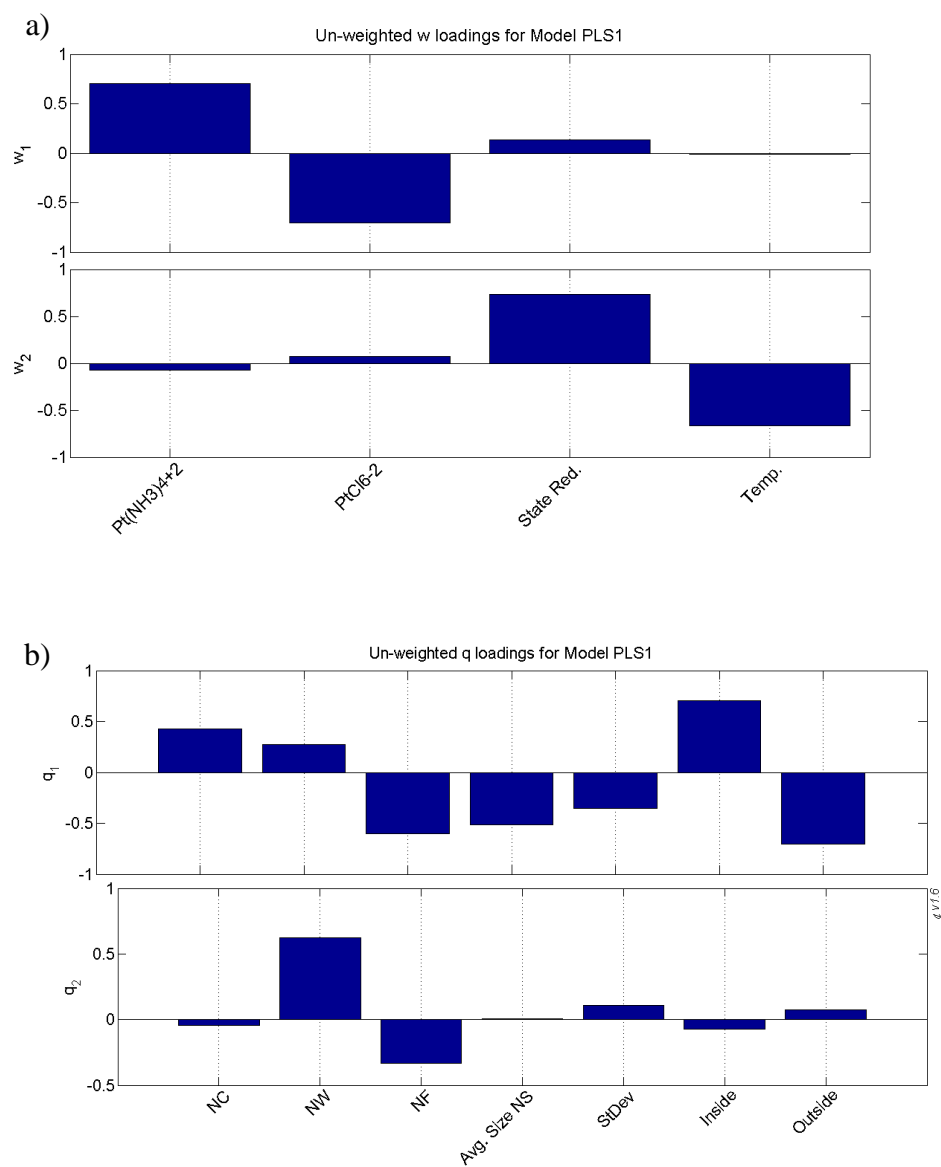 a)
Un-weighted w loadings for Model PLS1
1
0.5
0
-0.5
-1
w1
1
0.5
0
-0.5
-1
w2
Pt(NH3)4+2
PtCl6-2
State Red.
Temp.
b)
Un-weighted q loadings for Model PLS1
1
0.5
0
-0.5
-1
q1
1
0.5
0
-0.5
q2
NC
NW
NF
Avg. Size NS
StDev
Inside
Outside
v1.6